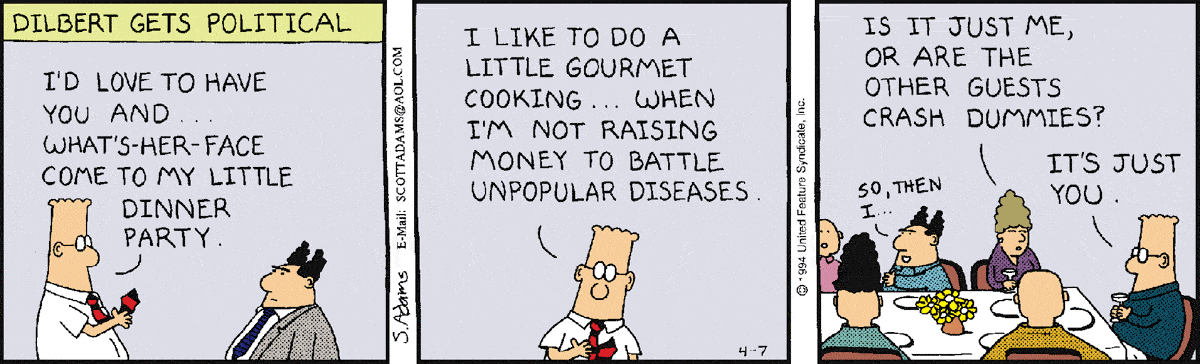 DILBERT GETS POLITICAL
I'D LOVE TO HAVE
YOU AND...
WHAT'S-HER-FACE
COME TO MY LITTLE
DINNER
PARTY.
S. Adams E-Mail: SCOTTADAMS@AOL.COM
I LIKE TO DO A
LITTLE GOURMET
COOKING... WHEN
I'M NOT RAISING
MONEY TO BATTLE
UNPOPULAR DISEASES.
4-7
© 1994 United Feature Syndicate, Inc.
IS IT JUST ME,
OR ARE THE
OTHER GUESTS
CRASH DUMMIES?
SO, THEN
I...
IT'S JUST
YOU.